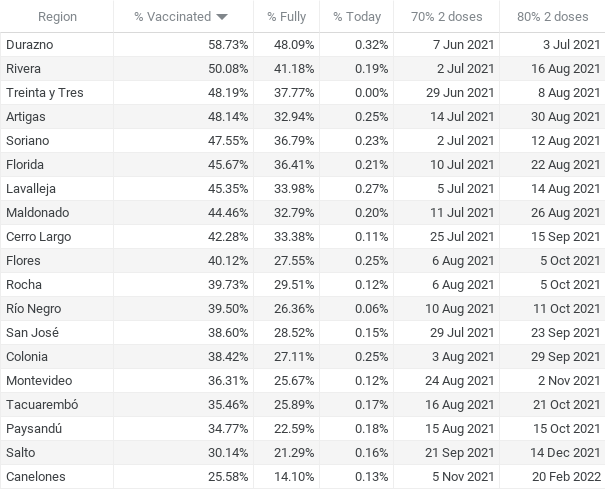 Region % Vaccinated % Fully % Today 70% 2 doses 80% 2 doses
Durazno 58.73% 48.09% 0.32% 7 Jun 2021 3 Jul 2021
Rivera 50.08% 41.18% 0.19% 2 Jul 2021 16 Aug 2021
Treinta y Tres 48.19% 37.77% 0.00% 29 Jun 2021 8 Aug 2021
Artigas 48.14% 32.94% 0.25% 14 Jul 2021 30 Aug 2021
Soriano 47.55% 36.79% 0.23% 2 Jul 2021 12 Aug 2021
Florida 45.67% 36.41% 0.21% 10 Jul 2021 22 Aug 2021
Lavalleja 45.35% 33.98% 0.27% 5 Jul 2021 14 Aug 2021
Maldonado 44.46% 32.79% 0.20% 11 Jul 2021 26 Aug 2021
Cerro Largo 42.28% 33.38% 0.11% 25 Jul 2021 15 Sep 2021
Flores 40.12% 27.55% 0.25% 6 Aug 2021 5 Oct 2021
Rocha 39.73% 29.51% 0.12% 6 Aug 2021 5 Oct 2021
Río Negro 39.50% 26.36% 0.06% 10 Aug 2021 11 Oct 2021
San José 38.60% 28.52% 0.15% 29 Jul 2021 23 Sep 2021
Colonia 38.42% 27.11% 0.25% 3 Aug 2021 29 Sep 2021
Montevideo 36.31% 25.67% 0.12% 24 Aug 2021 2 Nov 2021
Tacuarembó 35.46% 25.89% 0.17% 16 Aug 2021 21 Oct 2021
Paysandú 34.77% 22.59% 0.18% 15 Aug 2021 15 Oct 2021
Salto 30.14% 21.29% 0.16% 21 Sep 2021 14 Dec 2021
Canelones 25.58% 14.10% 0.13% 5 Nov 2021 20 Feb 2022